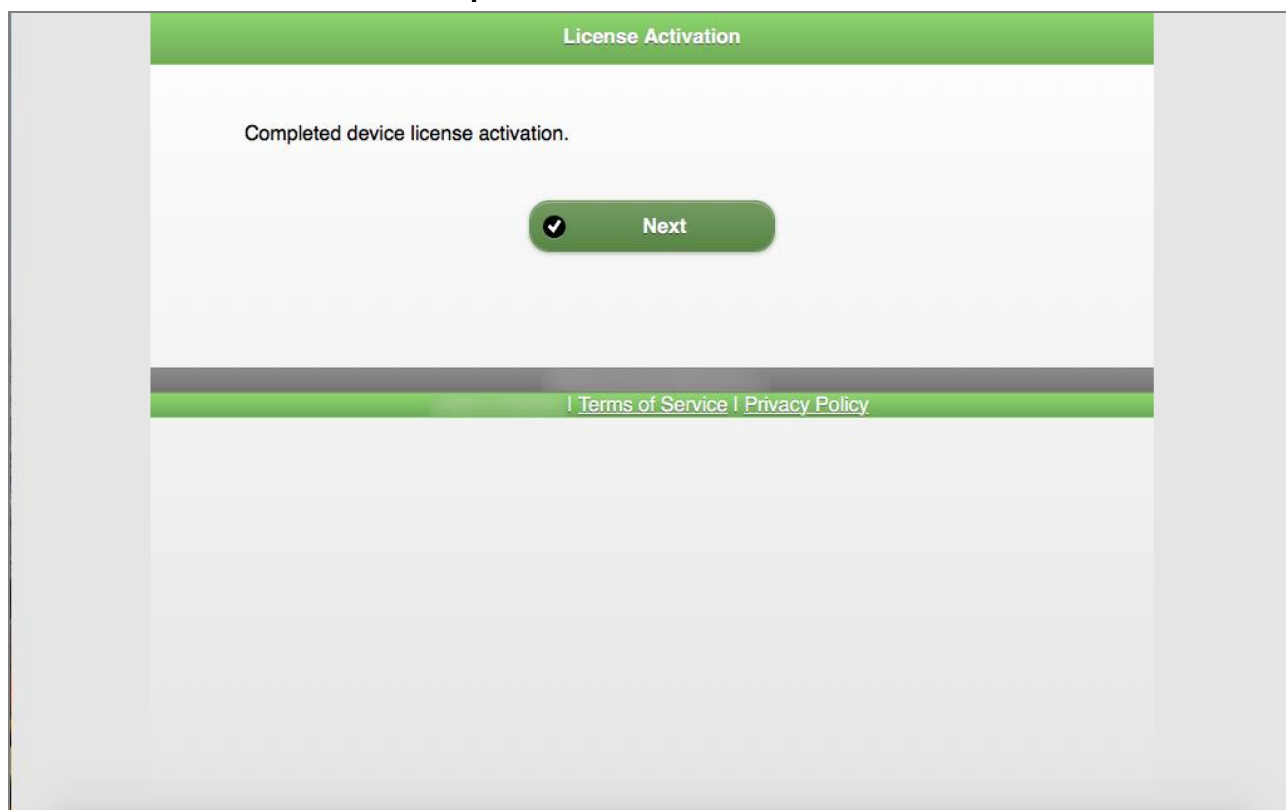 License Activation
Completed device license activation.
Next
| Terms of Service | Privacy Policy